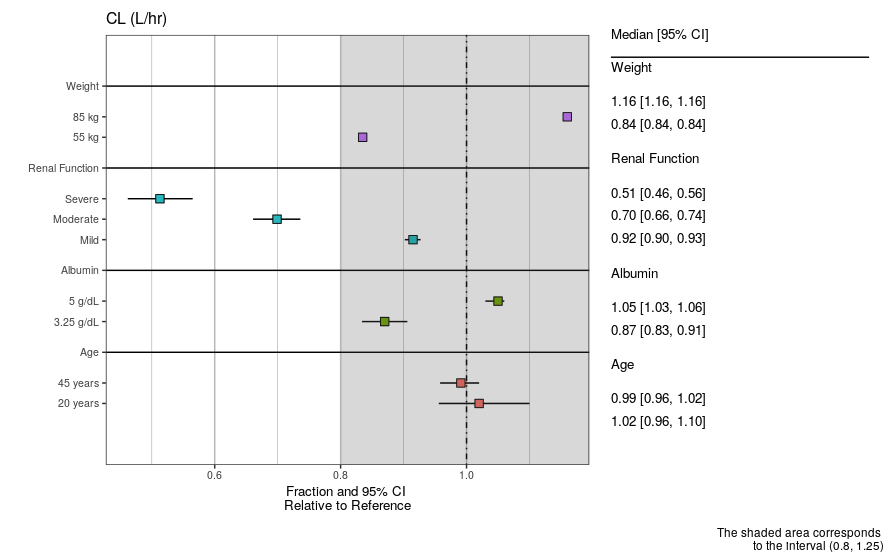 CL (L/hr)
Median [95% CI]
Weight
Weight
85 kg
1.16 [1.16, 1.16]
55 kg
0.84 [0.84, 0.84]
Renal Function
Renal Function
Severe
0.51 [0.46, 0.56]
Moderate
0.70 [0.66, 0.74]
Mild
0.92 [0.90, 0.93]
Albumin
Albumin
5 g/dL
1.05 [1.03, 1.06]
3.25 g/dL
0.87 [0.83, 0.91]
Age
Age
45 years
0.99 [0.96, 1.02]
20 years
1.02 [0.96, 1.10]
0.6 0.8 1.0
Fraction and 95% CI
Relative to Reference
The shaded area corresponds
to the interval (0.8, 1.25)